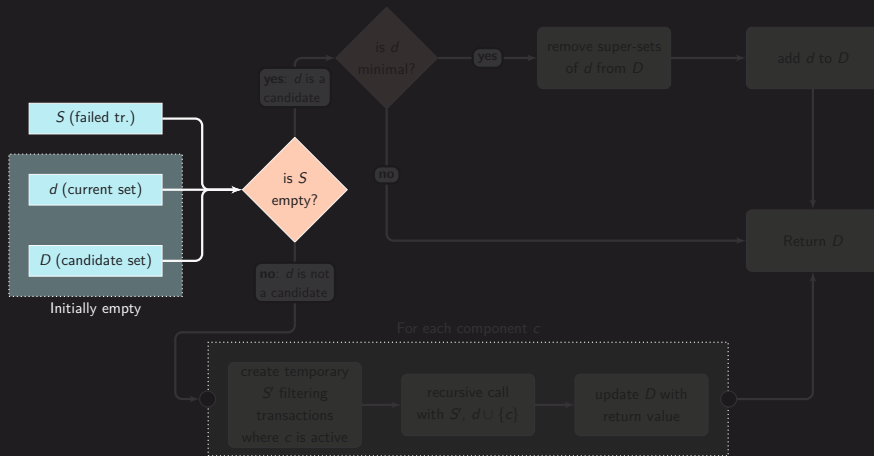 is d
minimal?
yes
remove super-sets
of d from D
add d to D
yes: d is a
candidate
S (failed tr.)
d (current set)
D (candidate set)
Initially empty
is S
empty?
no
no: d is not
a candidate
Return D
For each component c
create temporary
S′ filtering
transactions
where c is active
recursive call
with S′, d ∪ {c}
update D with
return value